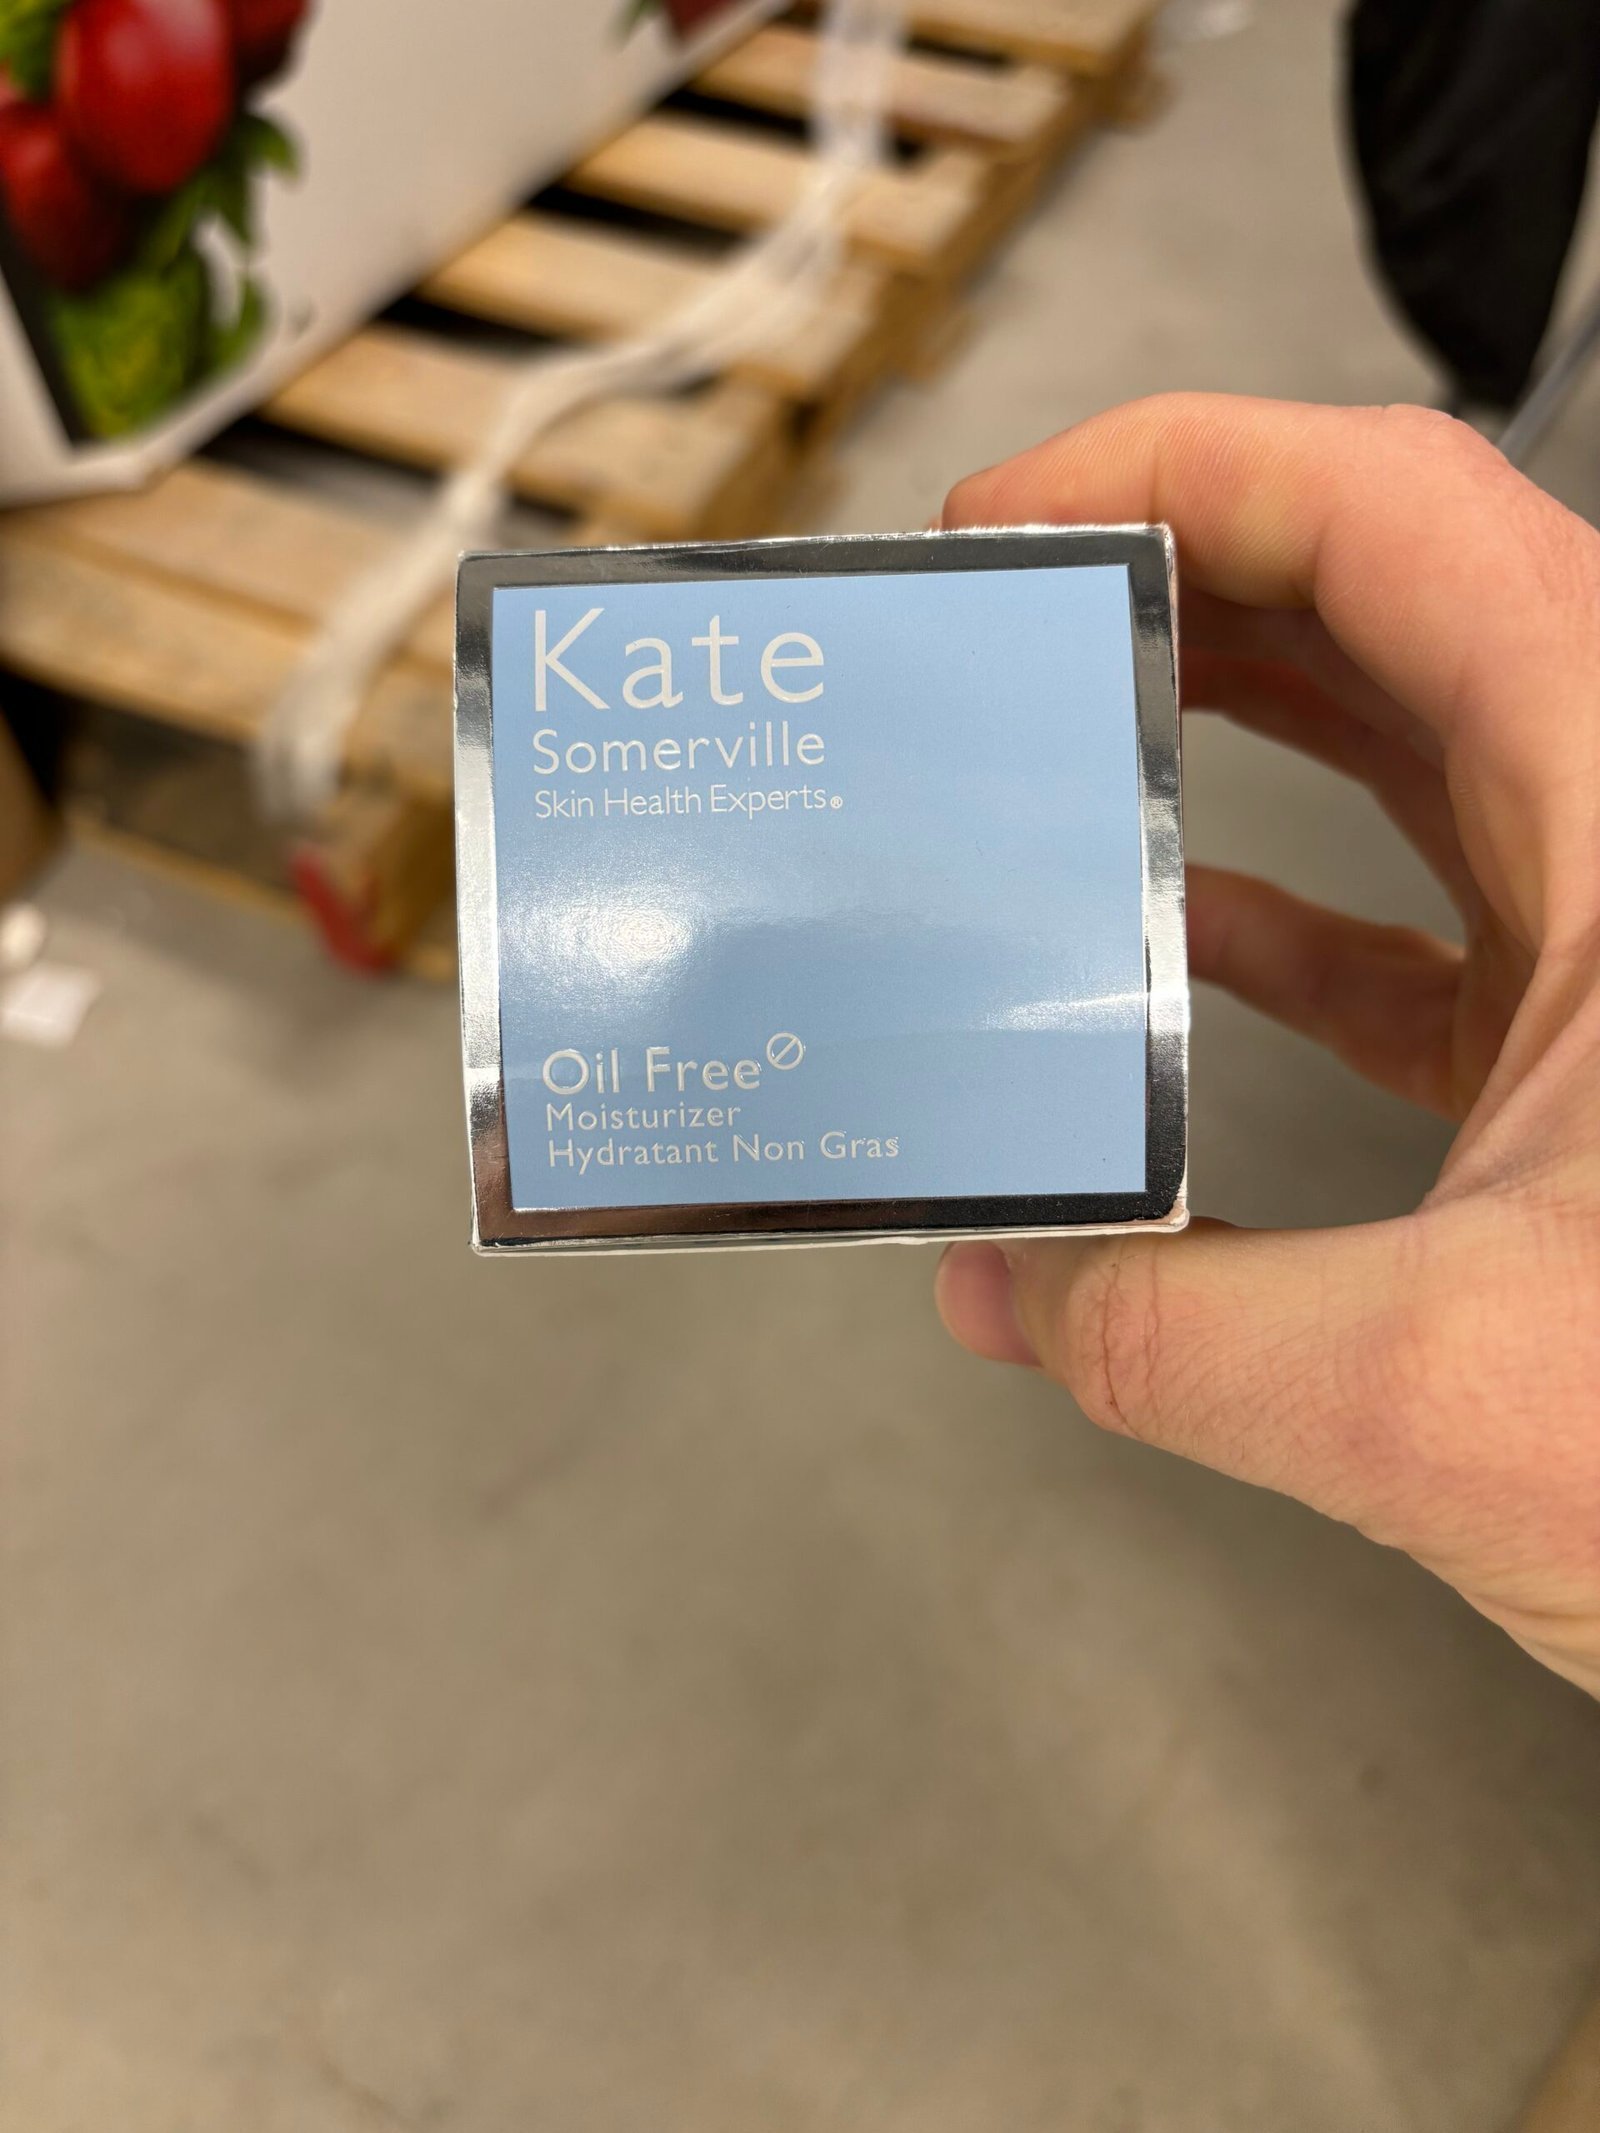 Kate
Somerville
Skin Health Experts®
Oil Free
Moisturizer
Hydratant Non Gras